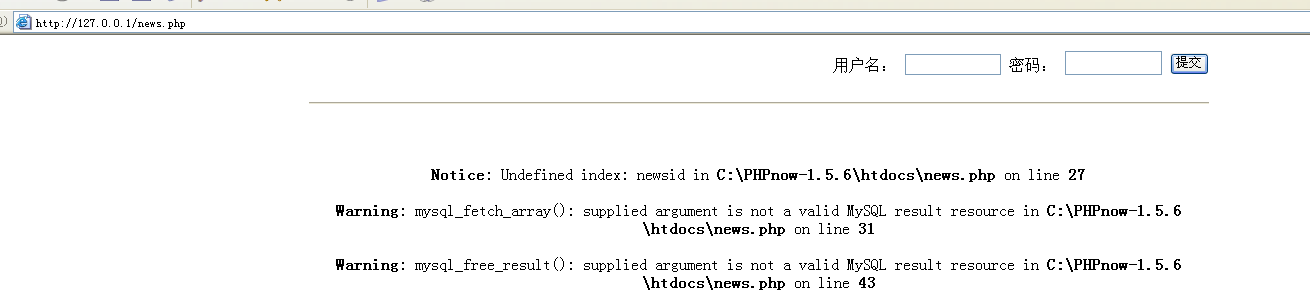 http://127.0.0.1/news.php
用户名： 密码： 提交
Notice: Undefined index: newsid in C:\PHPnow-1.5.6\htdocs\news.php on line 27
Warning: mysql_fetch_array(): supplied argument is not a valid MySQL result resource in C:\PHPnow-1.5.6
\htdocs\news.php on line 31
Warning: mysql_free_result(): supplied argument is not a valid MySQL result resource in C:\PHPnow-1.5.6
\htdocs\news.php on line 43